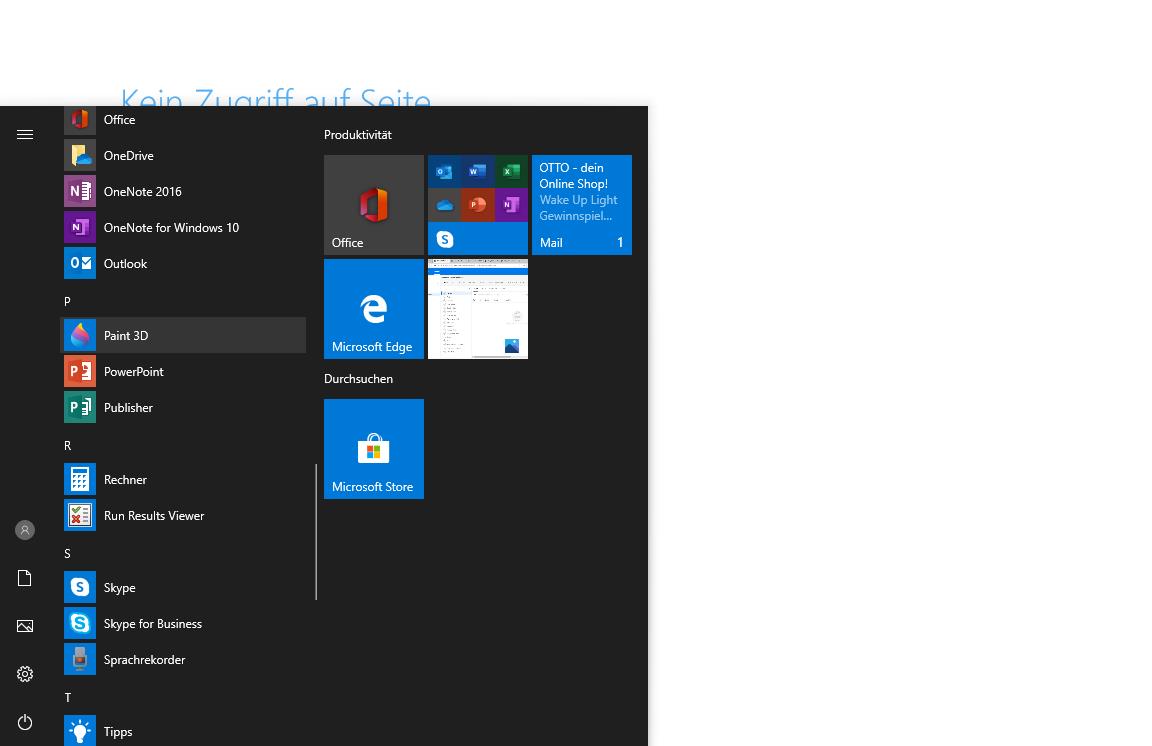 Kein Zugriff auf Seite
Office
OneDrive
OneNote 2016
OneNote for Windows 10
Outlook
P
Paint 3D
PowerPoint
Publisher
R
Rechner
Run Results Viewer
S
Skype
Skype for Business
Sprachrekorder
T
Tipps
Produktivität
Office
OTTO - dein
Online Shop!
Wake Up Light
Gewinnspiel...
Mail 1
Microsoft Edge
Durchsuchen
Microsoft Store